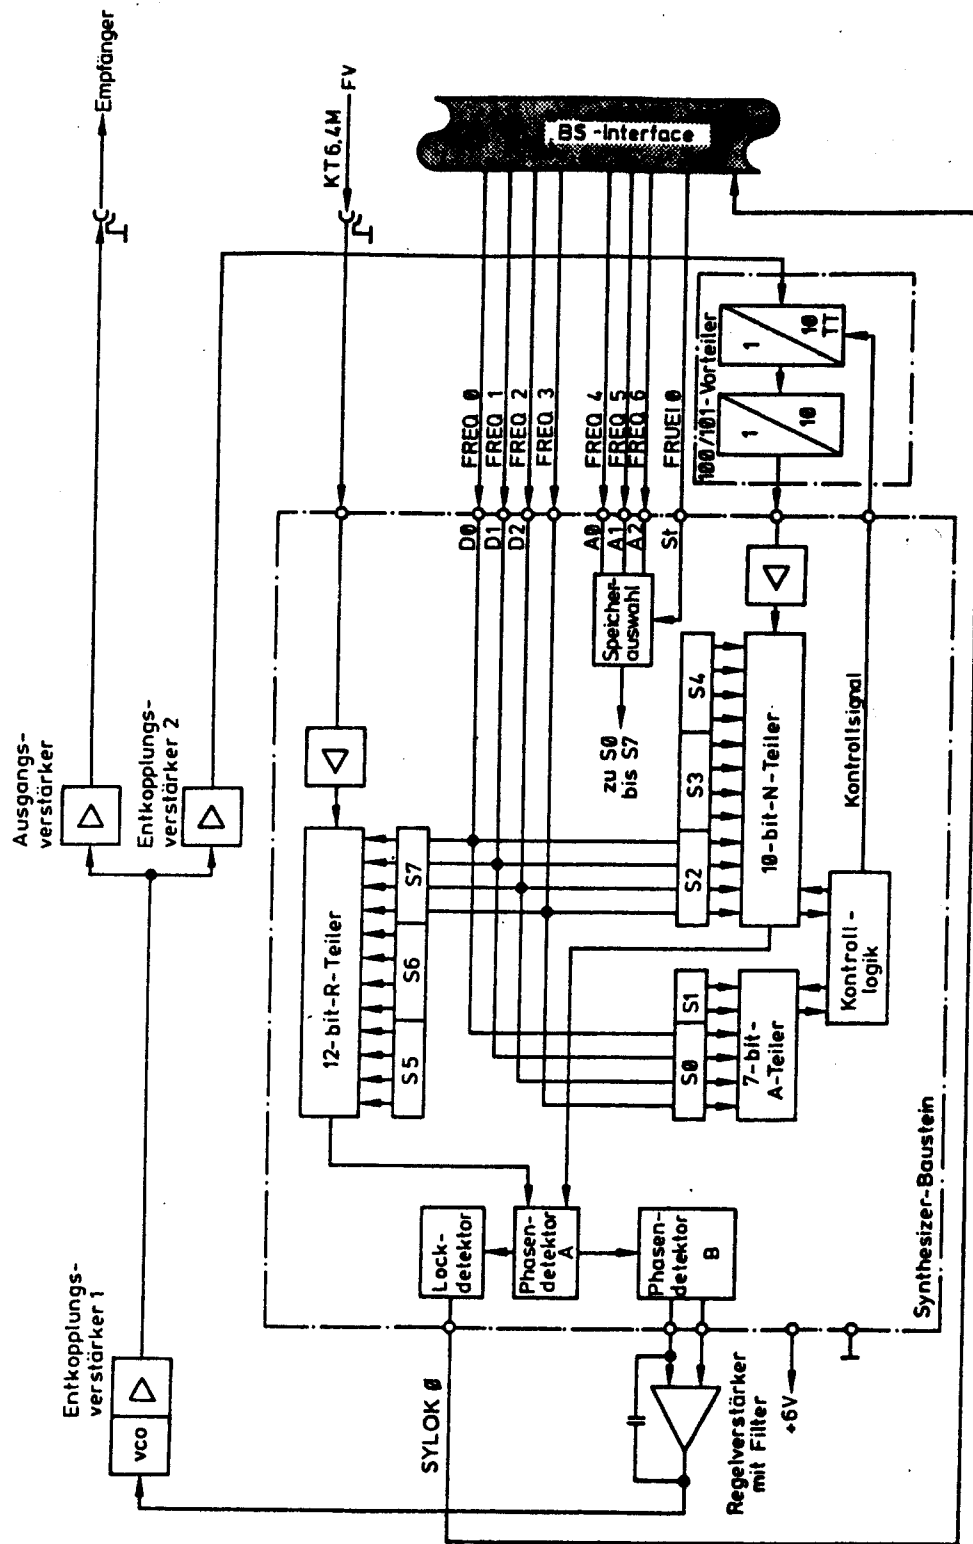 Entkopplungs-
verstärker 1
VCO
Ausgangs-
verstärker
Entkopplungs-
verstärker 2
Empfänger
KT6,4M
FV
SYLOK 0
Lock-
detektor
Phasen-
detektor
A
Phasen-
detektor
B
Regelverstärker
mit Filter
+6V
12-bit-R-Teiler
S5
S6
S7
D0
D1
D2
FREQ 0
FREQ 1
FREQ 2
FREQ 3
A0
A1
A2
St
FREQ 4
FREQ 5
FREQ 6
FRUEI 0
BS-Interface
Speicher-
auswahl
zu S0
bis S7
S0
S1
S2
S3
S4
7-bit-
A-Teiler
10-bit-N-Teiler
Kontroll-
logik
Kontrollsignal
100/101-Vorteiler
1
10
1
10
TT
Synthesizer-Baustein